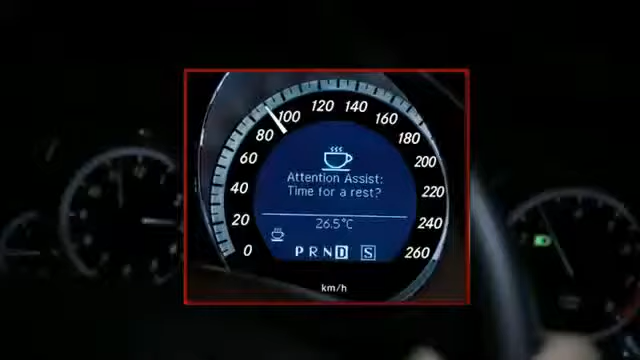 120 140
100 160
80 180
60 200
40 220
20 240
0 260
Attention Assist:
Time for a rest?
26.5°C
P R N D S
km/h